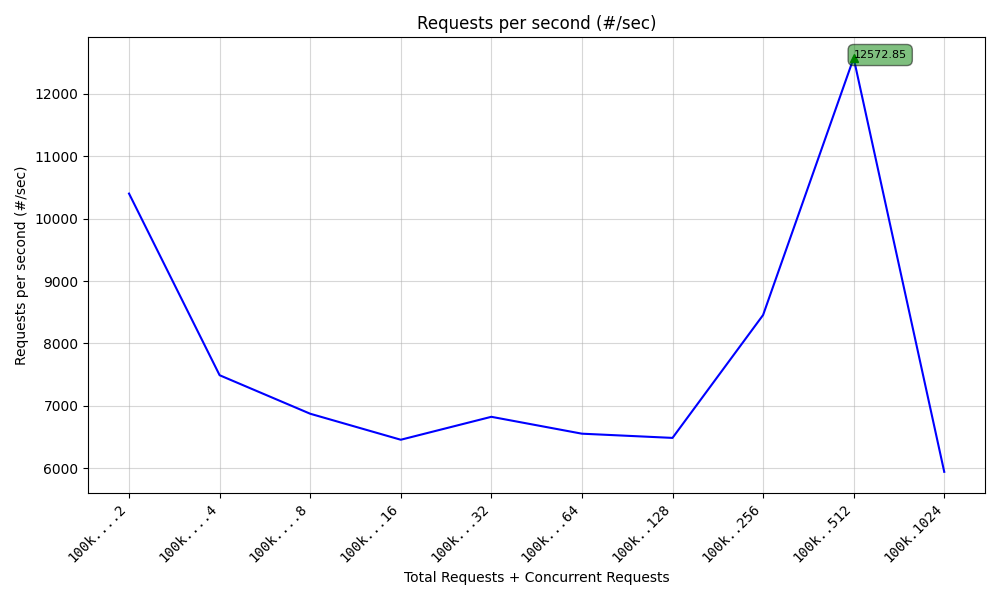 Requests per second (#/sec)
12572.85
12000
11000
10000
9000
8000
7000
6000
Requests per second (#/sec)
100k....2
100k....4
100k....8
100k...16
100k...32
100k...64
100k..128
100k..256
100k..512
100k.1024
Total Requests + Concurrent Requests